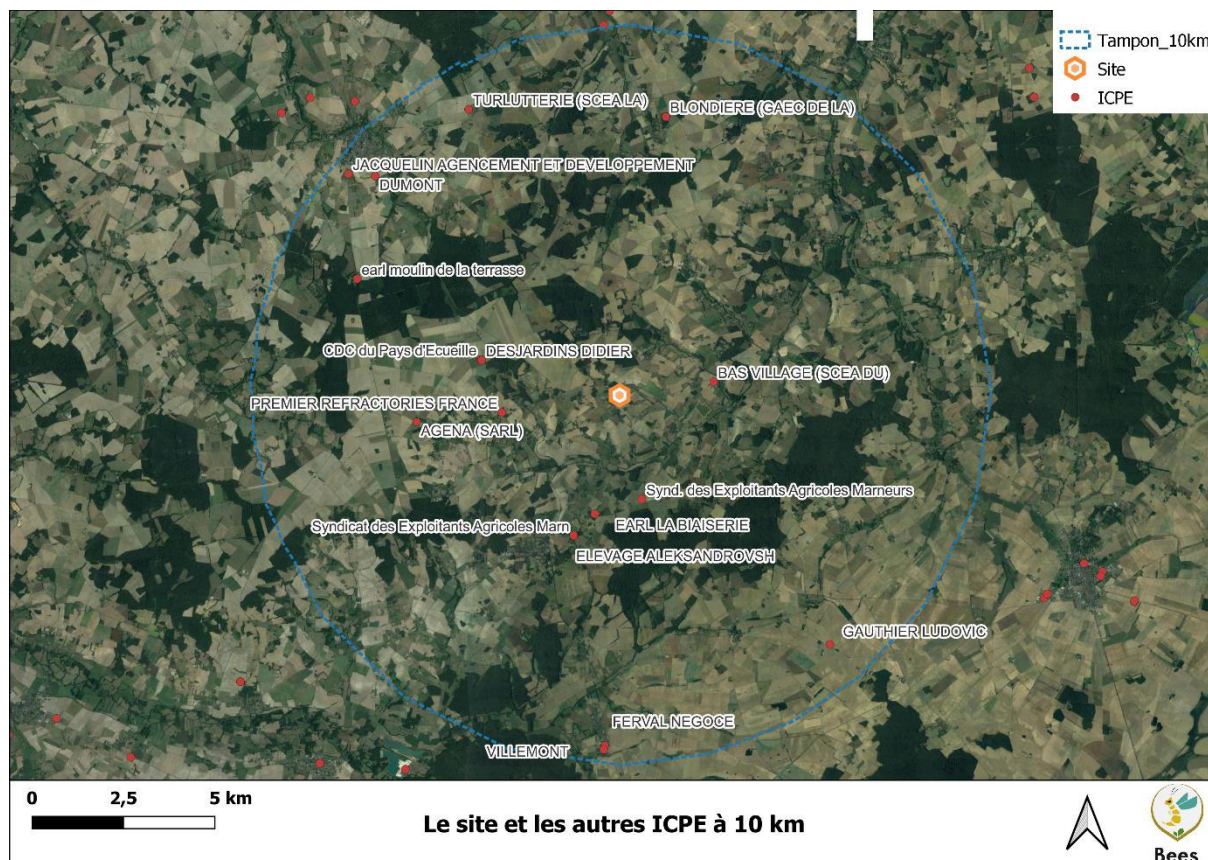 Tampon_10km
Site
ICPE
TURLUTTERIE (SCEA LA)
BLONDIERE (GAEC DE LA)
JACQUELIN AGENCEMENT ET DEVELOPPEMENT
DUMONT
earl moulin de la terrasse
CDC du Pays d'Ecueille
DESJARDINS DIDIER
BAS VILLAGE (SCEA DU)
PREMIER REFRACTORIES FRANCE
AGENA (SARL)
Synd. des Exploitants Agricoles Marneurs
Syndicat des Exploitants Agricoles Marn
EARL LA BIAISERIE
ELEVAGE ALEKSANDROVSH
GAUTHIER LUDOVIC
FERVAL NEGOCE
VILLEMONT
0 2,5 5 km
Le site et les autres ICPE à 10 km
Bees